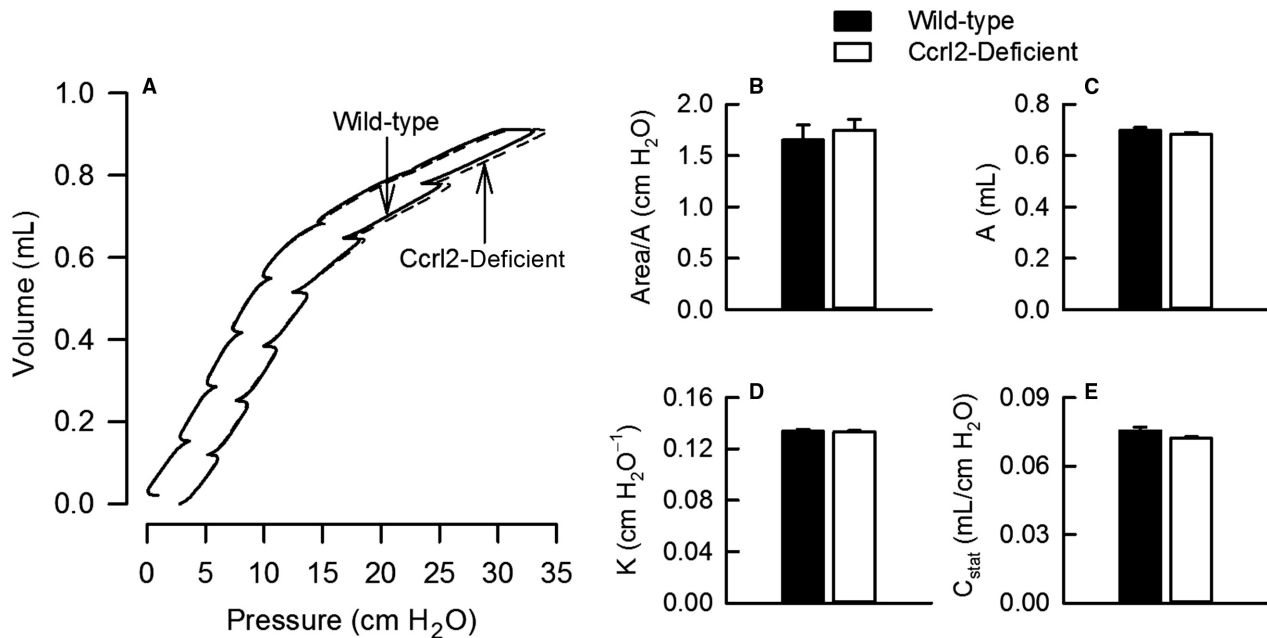 Wild-type
Ccrl2-Deficient
A
Volume (mL)
1.0
0.8
0.6
0.4
0.2
0.0
Wild-type
Ccrl2-Deficient
0 5 10 15 20 25 30 35
Pressure (cm H₂O)
B
Area/A (cm H₂O)
2.0
1.5
1.0
0.5
0.0
C
A (mL)
0.8
0.6
0.4
0.2
0.0
D
K (cm H₂O⁻¹)
0.16
0.12
0.08
0.04
0.00
E
Cstat (mL/cm H₂O)
0.09
0.06
0.03
0.00